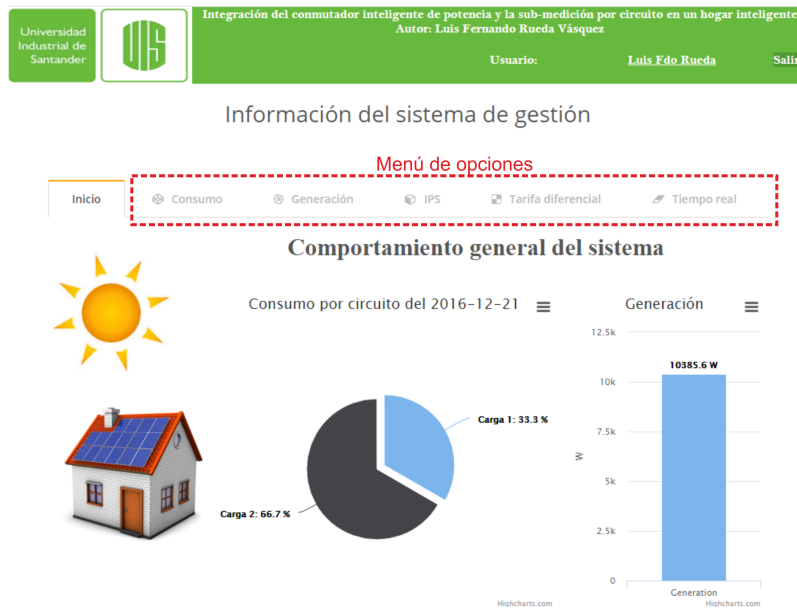 Universidad
Industrial de
Santander
Integración del conmutador inteligente de potencia y la sub-medición por circuito en un hogar inteligente
Autor: Luis Fernando Rueda Vásquez
Usuario:
Luis Fdo Rueda
Información del sistema de gestión
Menú de opciones
Inicio
Consumo
Generación
IPS
Tarifa diferencial
Tiempo real
Comportamiento general del sistema
Consumo por circuito del 2016-12-21
Carga 1: 33.3 %
Carga 2: 66.7 %
Highcharts.com
Generación
12.5k
10385.6 W
10k
7.5k
W
5k
2.5k
0
Generation
Highcharts.com